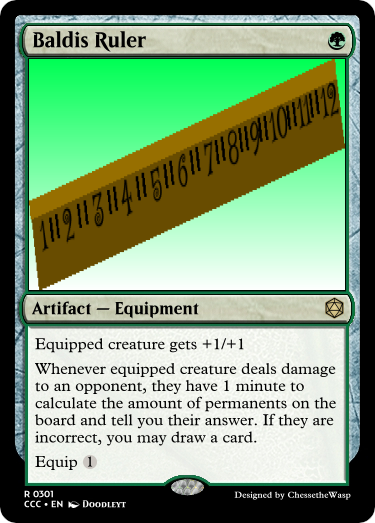 Baldis Ruler
1 2 3 4 5 6 7 8 9 10 11 12
Artifact — Equipment
Equipped creature gets +1/+1
Whenever equipped creature deals damage
to an opponent, they have 1 minute to
calculate the amount of permanents on the
board and tell you their answer. If they are
incorrect, you may draw a card.
Equip 1
R 0301
CCC • EN Doodleyt
Designed by ChessetheWasp